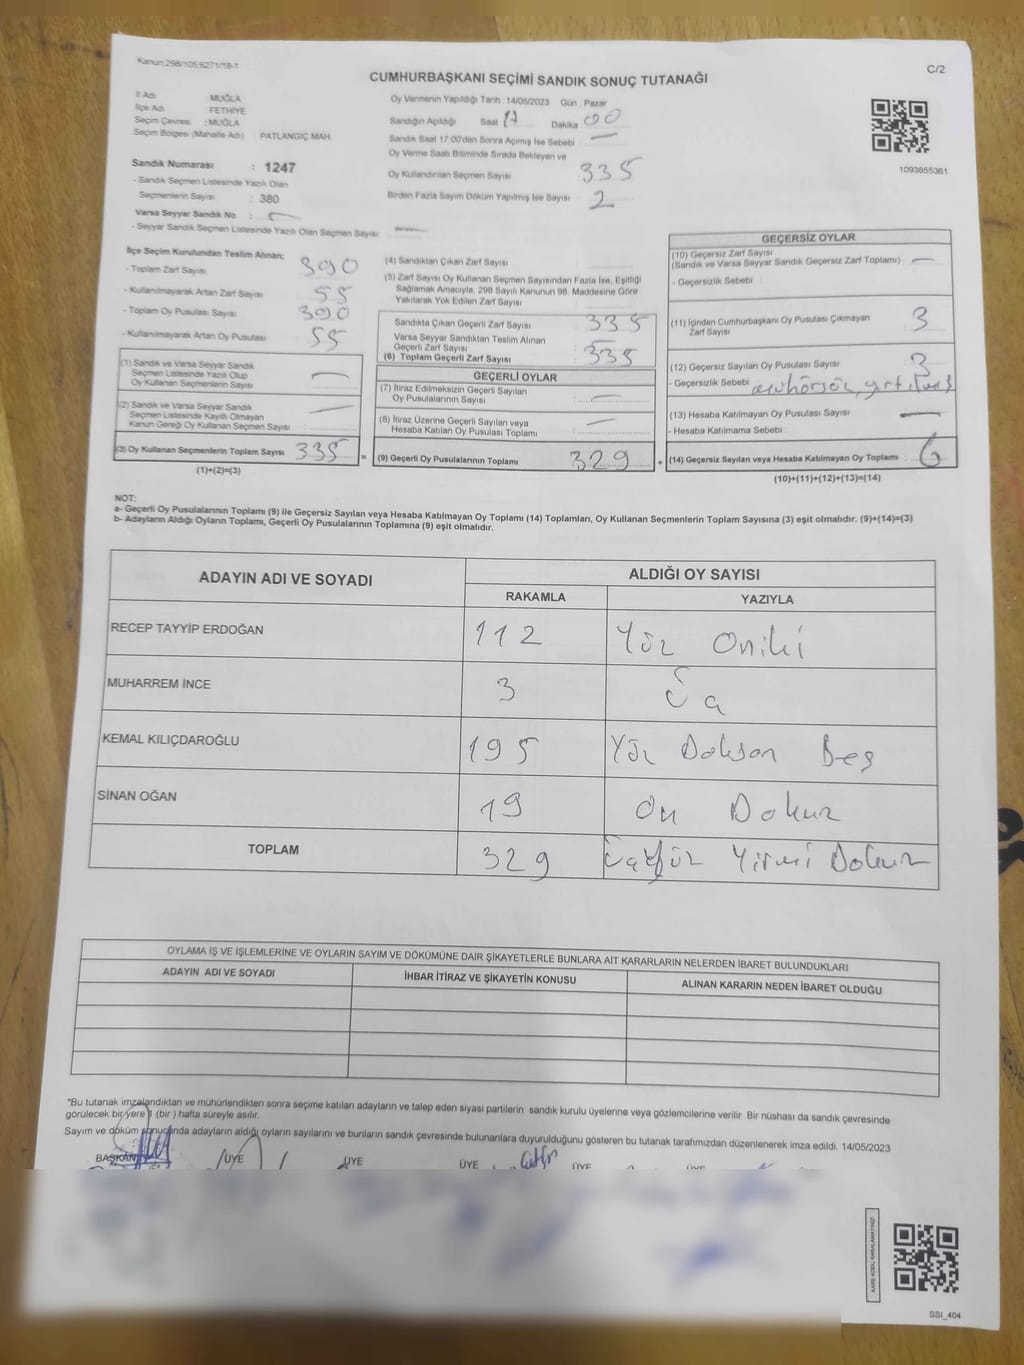 Kanun:298/105;6271/18-1
C/2
CUMHURBAŞKANI SEÇİMİ SANDIK SONUÇ TUTANAĞI
İl Adı : MUĞLA
İlçe Adı : FETHİYE
Seçim Çevresi : MUĞLA
Seçim Bölgesi (Mahalle Adı) : PATLANGIÇ MAH.
Sandık Numarası : 1247
- Sandık Seçmen Listesinde Yazılı Olan
Seçmenlerin Sayısı : 380
Varsa Seyyar Sandık No :
- Seyyar Sandık Seçmen Listesinde Yazılı Olan Seçmen Sayısı :
Oy Vermenin Yapıldığı Tarih : 14/05/2023 Gün : Pazar
Sandığın Açıldığı Saat 17 Dakika 00
Sandık Saat 17.00'den Sonra Açımış İse Sebebi :
Oy Verme Saati Bitiminde Sırada Bekleyen ve
Oy Kullandırılan Seçmen Sayısı 335
Birden Fazla Sayım Döküm Yapılmış İse Sayısı : 2
1093855361
İlçe Seçim Kurulundan Teslim Alınan;
- Toplam Zarf Sayısı 390
- Kullanılmayarak Artan Zarf Sayısı 55
- Toplam Oy Pusulası Sayısı 390
- Kullanılmayarak Artan Oy Pusulası 55
(1) Sandık ve Varsa Seyyar Sandık
Seçmen Listesinde Yazılı Olup
Oy Kullanan Seçmenlerin Sayısı :
(2) Sandık ve Varsa Seyyar Sandık
Seçmen Listesinde Kayıtlı Olmayan
Kanun Gereği Oy Kullanan Seçmen Sayısı :
(3) Oy Kullanan Seçmenlerin Toplam Sayısı : 335 =
(1)+(2)=(3)
(4) Sandıktan Çıkan Zarf Sayısı :
(5) Zarf Sayısı Oy Kullanan Seçmen Sayısından Fazla İse, Eşitliği
Sağlamak Amacıyla, 298 Sayılı Kanunun 98. Maddesine Göre
Yakılarak Yok Edilen Zarf Sayısı :
Sandıkta Çıkan Geçerli Zarf Sayısı : 335
Varsa Seyyar Sandıktan Teslim Alınan
Geçerli Zarf Sayısı :
(6) Toplam Geçerli Zarf Sayısı : 335
GEÇERLİ OYLAR
(7) İtiraz Edilmeksizin Geçerli Sayılan
Oy Pusulalarının Sayısı :
(8) İtiraz Üzerine Geçerli Sayılan veya
Hesaba Katılan Oy Pusulası Toplamı :
(9) Geçerli Oy Pusulalarının Toplamı 329 +
GEÇERSİZ OYLAR
(10) Geçersiz Zarf Sayısı
(Sandık ve Varsa Seyyar Sandık Geçersiz Zarf Toplamı) :
- Geçersizlik Sebebi :
(11) İçinden Cumhurbaşkanı Oy Pusulası Çıkmayan
Zarf Sayısı 3
(12) Geçersiz Sayılan Oy Pusulası Sayısı : 3
- Geçersizlik Sebebi
(13) Hesaba Katılmayan Oy Pusulası Sayısı :
- Hesaba Katılmama Sebebi :
(14) Geçersiz Sayılan veya Hesaba Katılmayan Oy Toplamı : 6
(10)+(11)+(12)+(13)=(14)
NOT:
a- Geçerli Oy Pusulalarının Toplamı (9) ile Geçersiz Sayılan veya Hesaba Katılmayan Oy Toplamı (14) Toplamları, Oy Kullanan Seçmenlerin Toplam Sayısına (3) eşit olmalıdır. (9)+(14)=(3)
b- Adayların Aldığı Oyların Toplamı, Geçerli Oy Pusulalarının Toplamına (9) eşit olmalıdır.
ADAYIN ADI VE SOYADI
ALDIĞI OY SAYISI
RAKAMLA YAZIYLA
RECEP TAYYİP ERDOĞAN 112 Yüz Oniki
MUHARREM İNCE 3 Üç
KEMAL KILIÇDAROĞLU 195 Yüz Doksan Beş
SİNAN OĞAN 19 On Dokuz
TOPLAM 329 Üçyüz Yirmi Dokuz
OYLAMA İŞ VE İŞLEMLERİNE VE OYLARIN SAYIM VE DÖKÜMÜNE DAİR ŞİKAYETLERLE BUNLARA AİT KARARLARIN NELERDEN İBARET BULUNDUKLARI
ADAYIN ADI VE SOYADI İHBAR İTİRAZ VE ŞİKAYETİN KONUSU ALINAN KARARIN NEDEN İBARET OLDUĞU
"Bu tutanak imzalandıktan ve mühürlendikten sonra seçime katılan adayların ve talep eden siyasi partilerin sandık kurulu üyelerine veya gözlemcilerine verilir. Bir nüshası da sandık çevresinde
görülecek bir yere 1 (bir ) hafta süreyle asılır.
Sayım ve döküm sonucunda adayların aldığı oyların sayılarını ve bunların sandık çevresinde bulunanlara duyurulduğunu gösteren bu tutanak tarafımızdan düzenlenerek imza edildi. 14/05/2023
BAŞKAN ÜYE ÜYE ÜYE ÜYE ÜYE
SSI_404